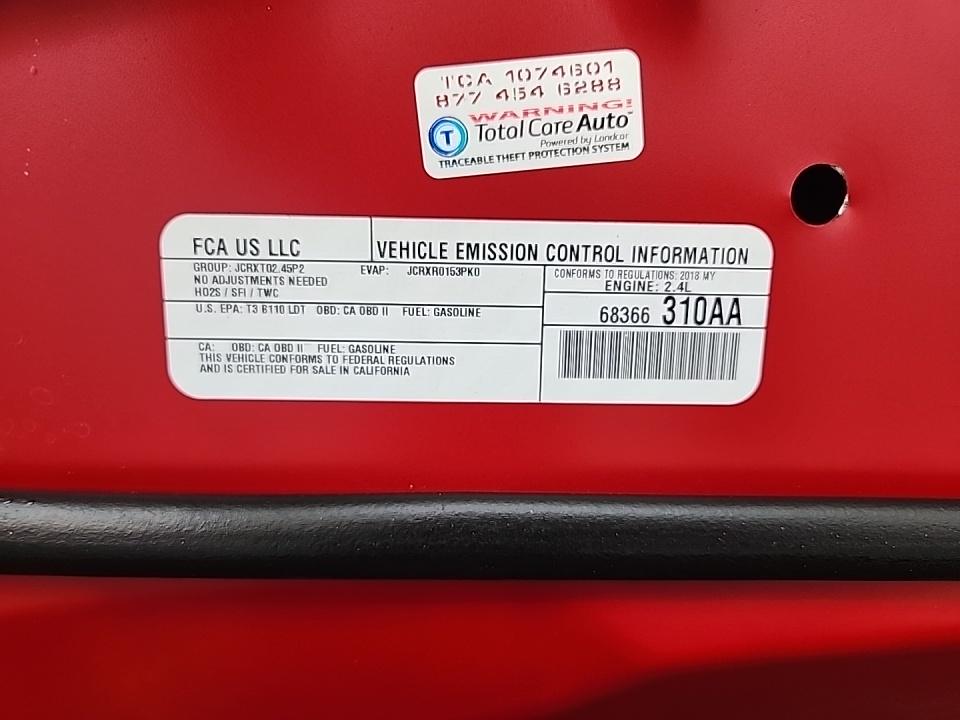 TCA 1074601
877 454 6288
WARNING!
T Total Care Auto
Powered by Landcar
TRACEABLE THEFT PROTECTION SYSTEM
FCA US LLC
VEHICLE EMISSION CONTROL INFORMATION
GROUP: JCRXT02.45P2 EVAP: JCRXR0153PK0
NO ADJUSTMENTS NEEDED
HO2S / SFI / TWC
CONFORMS TO REGULATIONS: 2018 MY
ENGINE: 2.4L
U.S. EPA: T3 B110 LDT OBD: CA OBD II FUEL: GASOLINE
68366 310AA
CA: OBD: CA OBD II FUEL: GASOLINE
THIS VEHICLE CONFORMS TO FEDERAL REGULATIONS
AND IS CERTIFIED FOR SALE IN CALIFORNIA